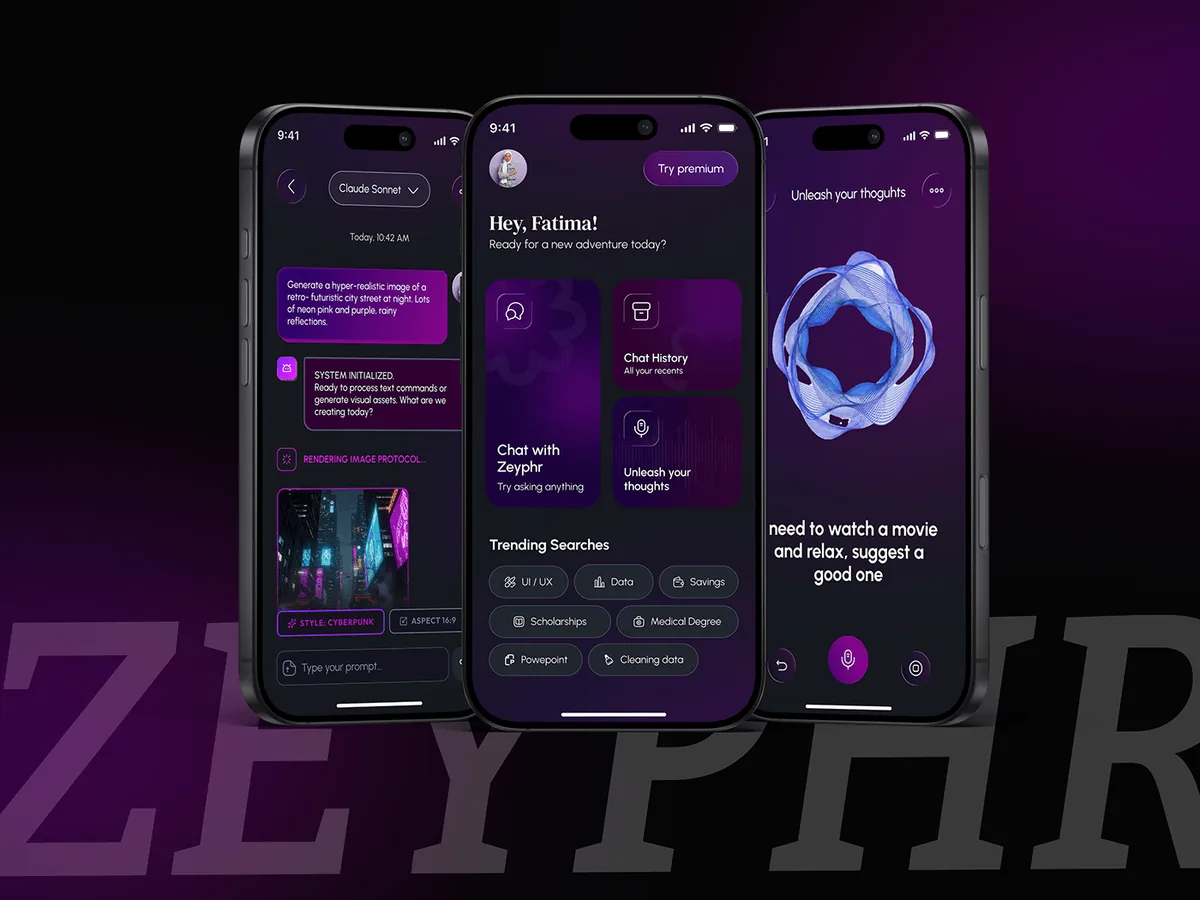 9:41
Claude Sonnet
Today, 10:42 AM
Generate a hyper-realistic image of a
retro- futuristic city street at night. Lots
of neon pink and purple, rainy
reflections.
SYSTEM INITIALIZED.
Ready to process text commands or
generate visual assets. What are we
creating today?
RENDERING IMAGE PROTOCOL...
STYLE: CYBERPUNK
ASPECT 16:9
Type your prompt...
9:41
Try premium
Hey, Fatima!
Ready for a new adventure today?
Chat with
Zeyphr
Try asking anything
Chat History
All your recents
Unleash your
thoughts
Trending Searches
UI / UX
Data
Savings
Scholarships
Medical Degree
Powepoint
Cleaning data
Unleash your thoguhts
need to watch a movie
and relax, suggest a
good one
ZEYPHR